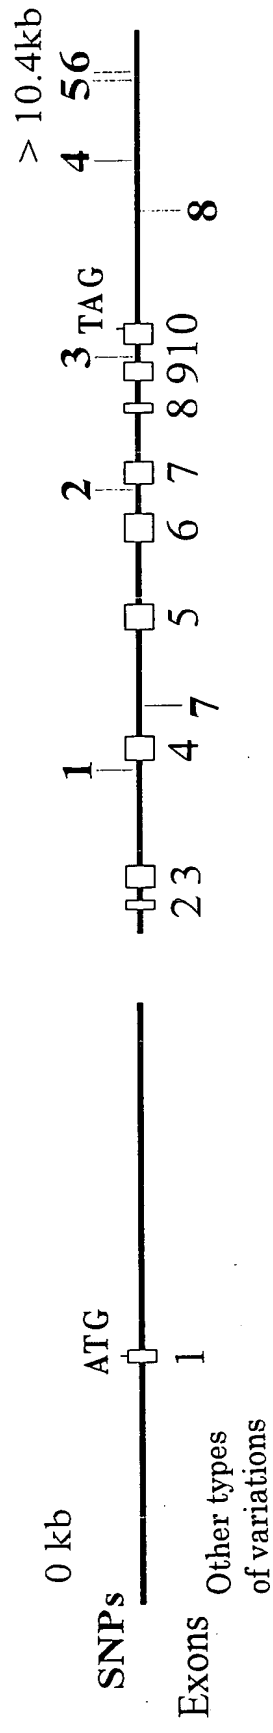 0 kb > 10.4kb
ATG TAG
SNPs 1 2 3 4 5 6
Exons 1 2 3 4 5 6 7 8 9 10
Other types 7 8
of variations